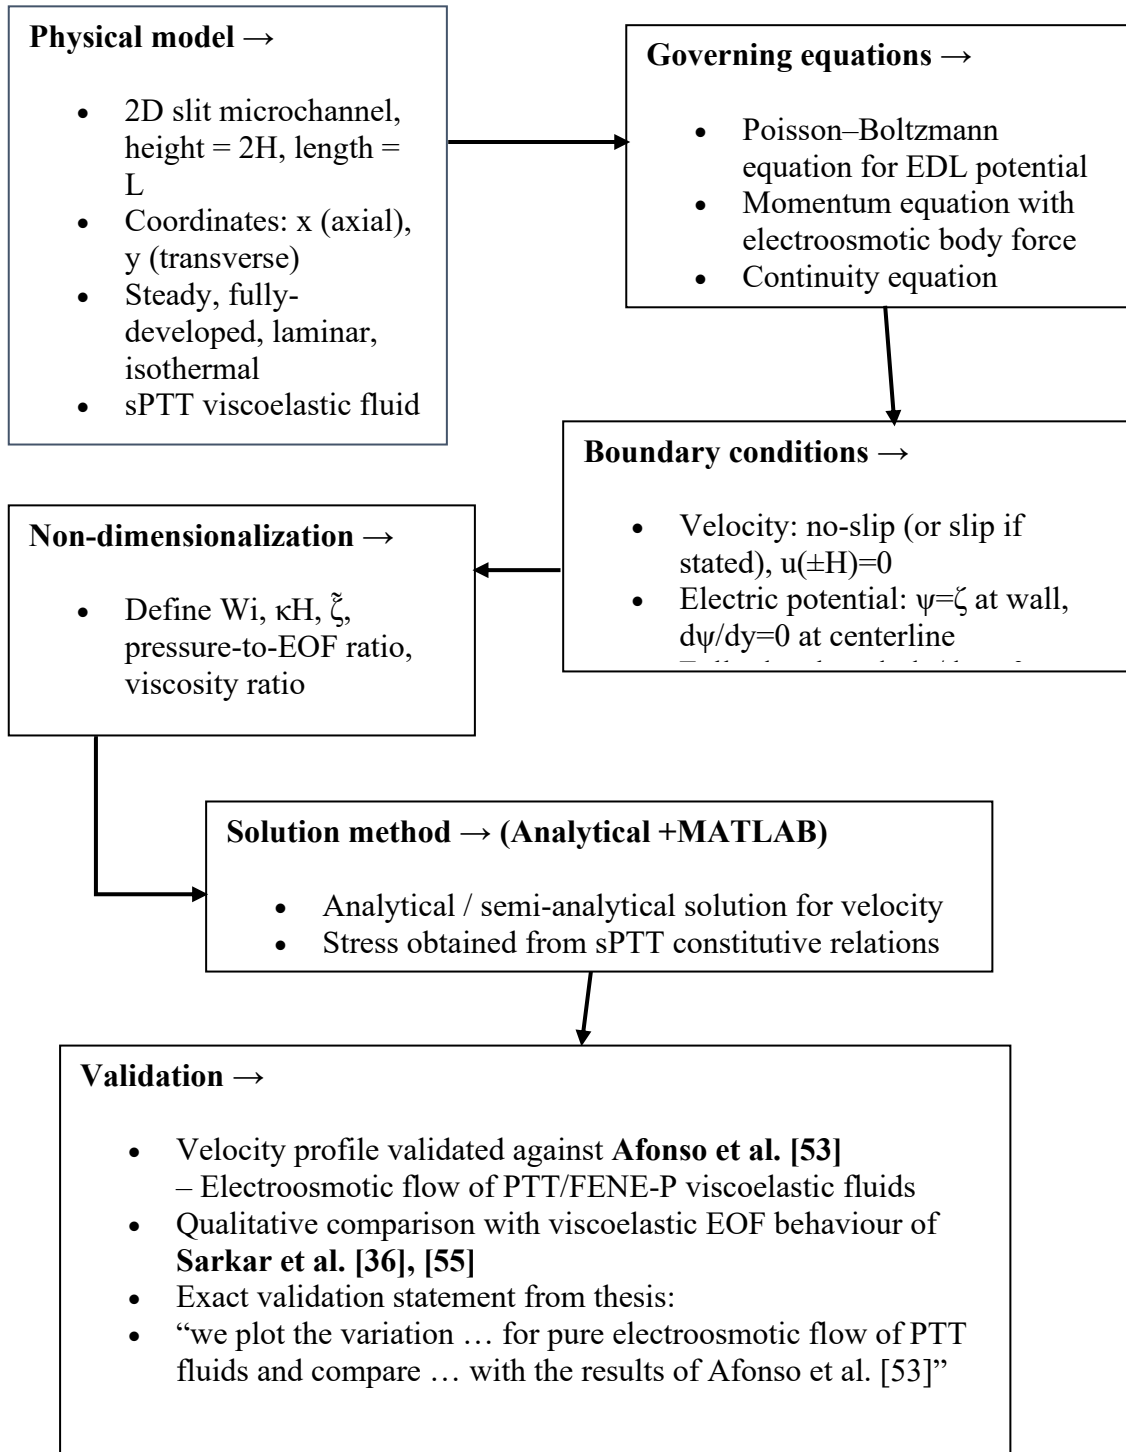 Physical model →
• 2D slit microchannel,
height = 2H, length =
L
• Coordinates: x (axial),
y (transverse)
• Steady, fully-
developed, laminar,
isothermal
• sPTT viscoelastic fluid
Governing equations →
• Poisson–Boltzmann
equation for EDL potential
• Momentum equation with
electroosmotic body force
• Continuity equation
Boundary conditions →
• Velocity: no-slip (or slip if
stated), u(±H)=0
• Electric potential: ψ=ζ at wall,
dψ/dy=0 at centerline
Non-dimensionalization →
• Define Wi, κH, ζ̃,
pressure-to-EOF ratio,
viscosity ratio
Solution method → (Analytical +MATLAB)
• Analytical / semi-analytical solution for velocity
• Stress obtained from sPTT constitutive relations
Validation →
• Velocity profile validated against Afonso et al. [53]
– Electroosmotic flow of PTT/FENE-P viscoelastic fluids
• Qualitative comparison with viscoelastic EOF behaviour of
Sarkar et al. [36], [55]
• Exact validation statement from thesis:
• “we plot the variation … for pure electroosmotic flow of PTT
fluids and compare … with the results of Afonso et al. [53]”